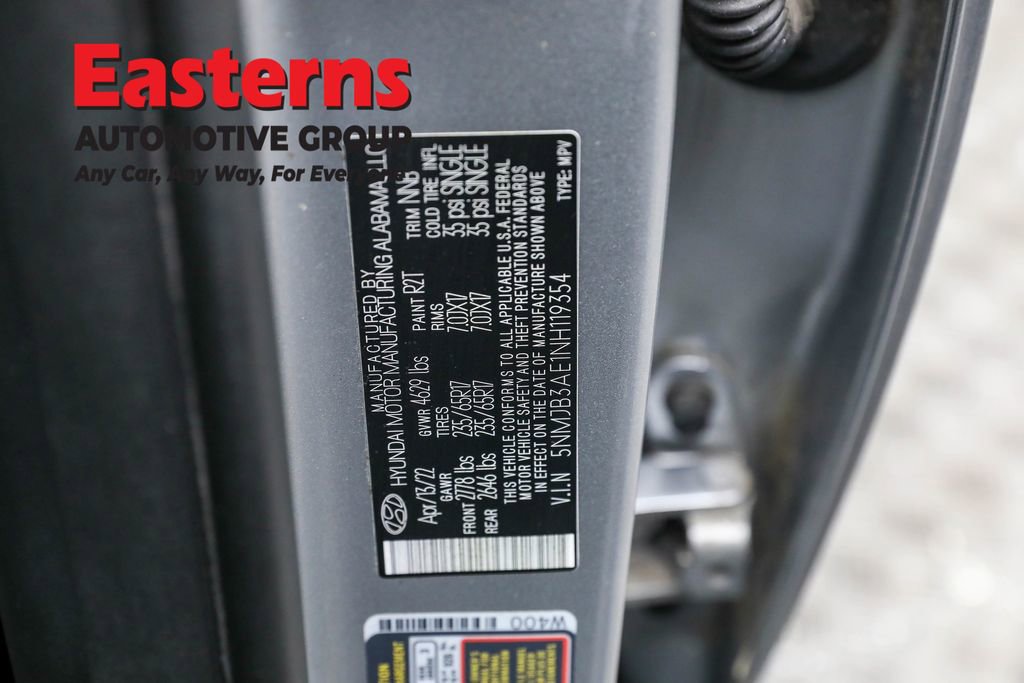 Easterns
AUTOMOTIVE GROUP
Any Car, Any Way, For Everyone
MANUFACTURED BY
HYUNDAI MOTOR MANUFACTURING ALABAMA, LLC
Apr/13/22 GVWR 4629 lbs PAINT R2T TRIM NNB
GAWR TIRES RIMS COLD TIRE INFL
FRONT 2778 lbs 235/65R17 7.0JX17 35 psi SINGLE
REAR 2646 lbs 235/65R17 7.0JX17 35 psi SINGLE
THIS VEHICLE CONFORMS TO ALL APPLICABLE U.S.A. FEDERAL
MOTOR VEHICLE SAFETY AND THEFT PREVENTION STANDARDS
IN EFFECT ON THE DATE OF MANUFACTURE SHOWN ABOVE
V.I.N 5NMJB3AE1NH119354 TYPE: MPV
W400